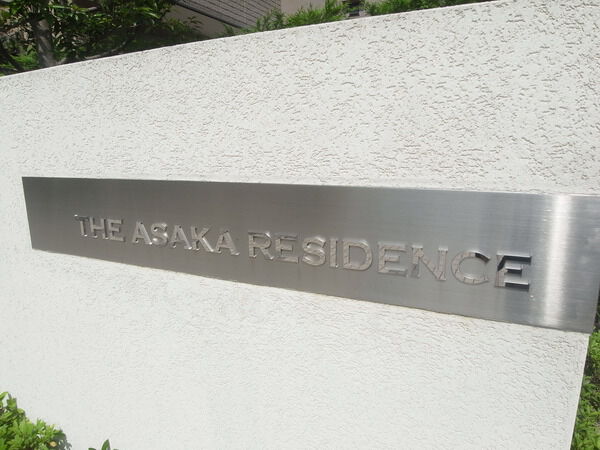 THE ASAKA RESIDENCE